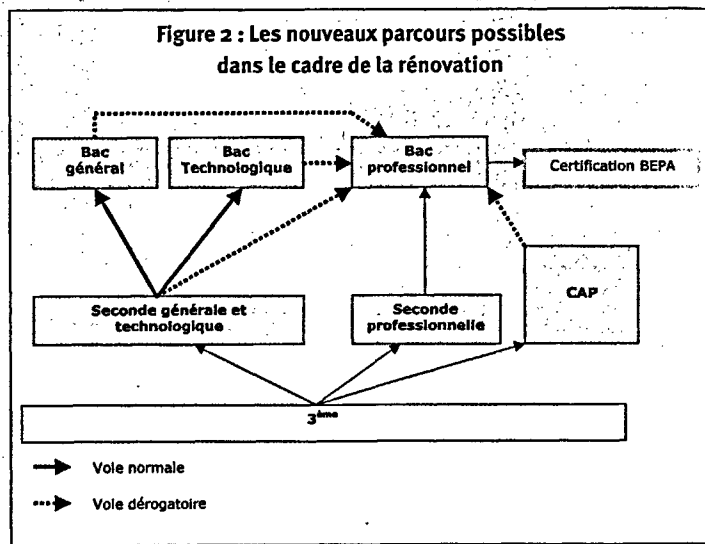 Figure 2 : Les nouveaux parcours possibles
dans le cadre de la rénovation
Bac
général
Bac
Technologique
Bac
professionnel
Certification BEPA
Seconde générale et
technologique
Seconde
professionnelle
CAP
3ème
Voie normale
Voie dérogatoire